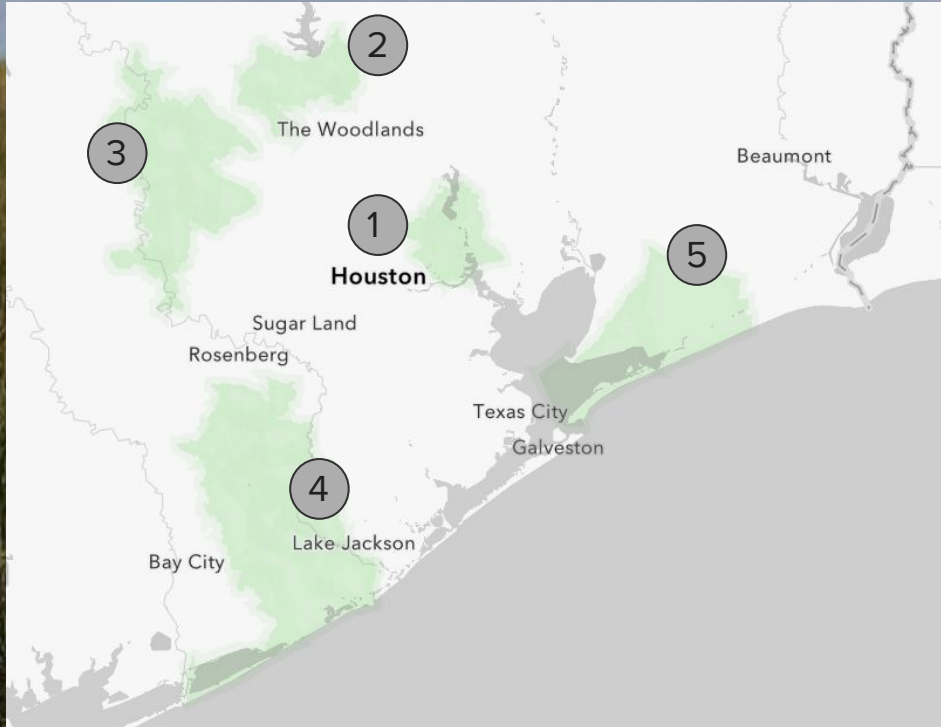 2
The Woodlands
3
Beaumont
1
5
Houston
Sugar Land
Rosenberg
Texas City
Galveston
4
Lake Jackson
Bay City